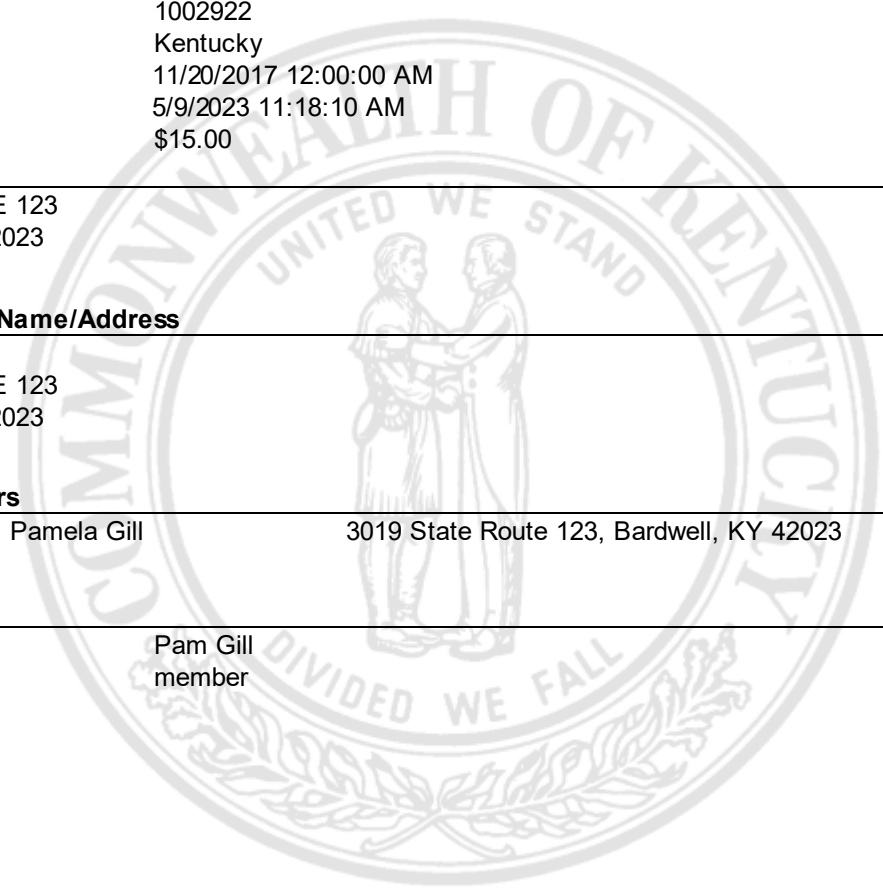 1002922
Kentucky
11/20/2017 12:00:00 AM
5/9/2023 11:18:10 AM
$15.00
E 123
2023
Name/Address
E 123
2023
rs
Pamela Gill 3019 State Route 123, Bardwell, KY 42023
Pam Gill
member
COMMONWEALTH OF KENTUCKY
UNITED WE STAND
DIVIDED WE FALL